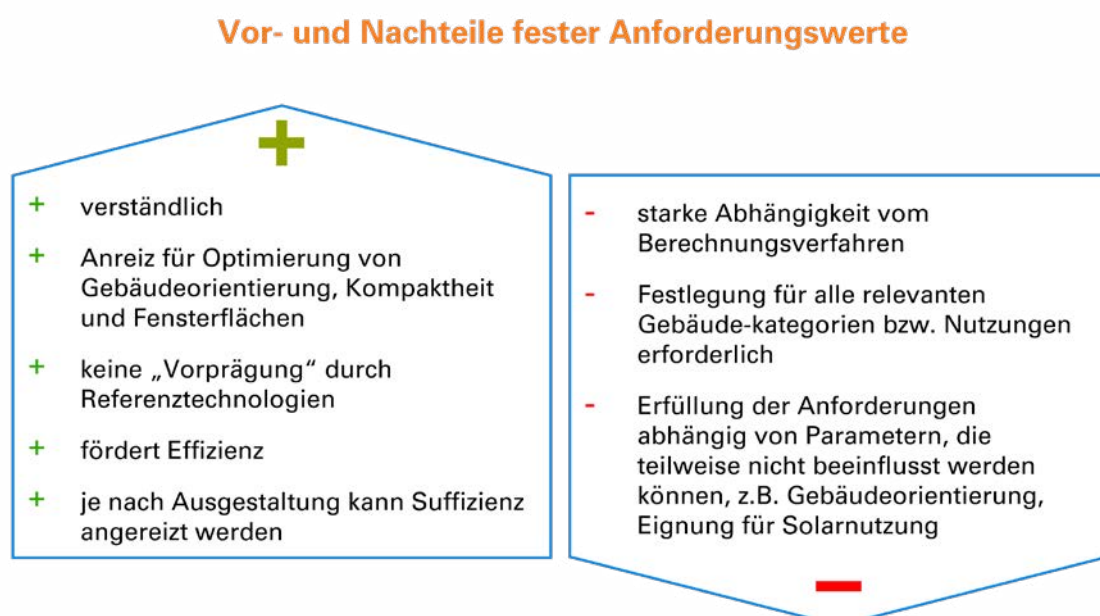 Vor- und Nachteile fester Anforderungswerte
+
+ verständlich
+ Anreiz für Optimierung von
Gebäudeorientierung, Kompaktheit
und Fensterflächen
+ keine „Vorprägung“ durch
Referenztechnologien
+ fördert Effizienz
+ je nach Ausgestaltung kann Suffizienz
angereizt werden
- starke Abhängigkeit vom
Berechnungsverfahren
- Festlegung für alle relevanten
Gebäude-kategorien bzw. Nutzungen
erforderlich
- Erfüllung der Anforderungen
abhängig von Parametern, die
teilweise nicht beeinflusst werden
können, z.B. Gebäudeorientierung,
Eignung für Solarnutzung
-